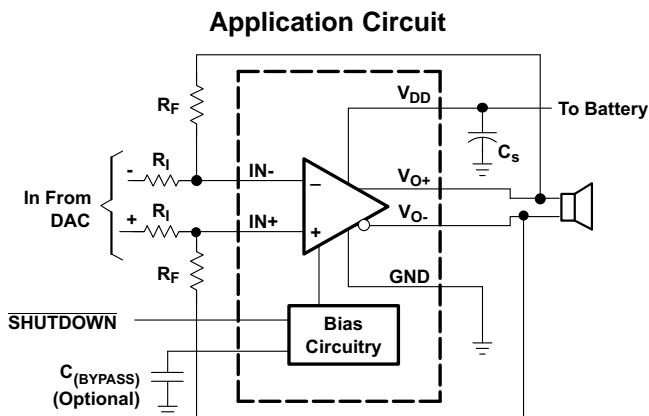 Application Circuit
RF
VDD
To Battery
Cs
- RI
IN-
–
VO+
In From
DAC
+ RI
IN+
+
VO-
RF
GND
SHUTDOWN
Bias
Circuitry
C(BYPASS)
(Optional)